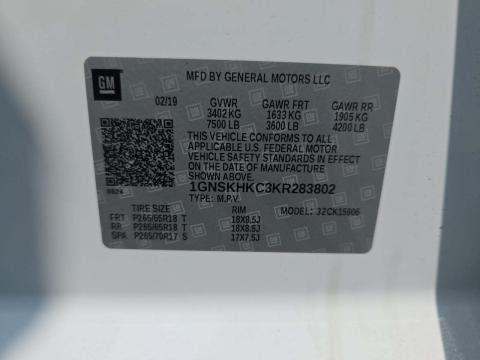 GM
MFD BY GENERAL MOTORS LLC
02/19 GVWR GAWR FRT GAWR RR
3402 KG 1633 KG 1905 KG
7500 LB 3600 LB 4200 LB
THIS VEHICLE CONFORMS TO ALL
APPLICABLE U.S. FEDERAL MOTOR
VEHICLE SAFETY AND THEFT
PREVENTION STANDARDS IN EFFECT
ON THE DATE OF MANUFACTURE
SHOWN ABOVE.
1GNSKHKC3KR283802
TYPE: M.P.V.
TIRE SIZE RIM MODEL:
FRT P265/65R18 T 18X8.5J
RR P265/65R18 T 18X8.5J
SPA P265/70R17 S 17X7.5J